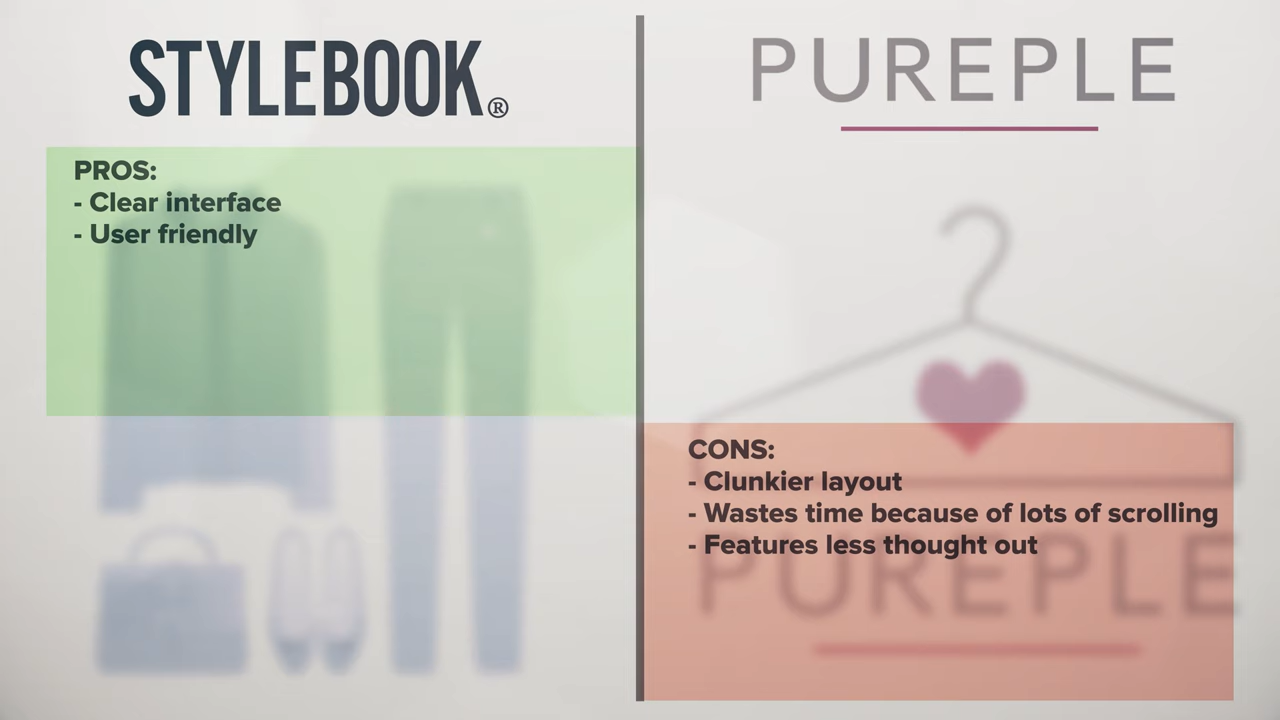 STYLEBOOK®
PROS:
- Clear interface
- User friendly
PUREPLE
CONS:
- Clunkier layout
- Wastes time because of lots of scrolling
- Features less thought out
PUREPLE